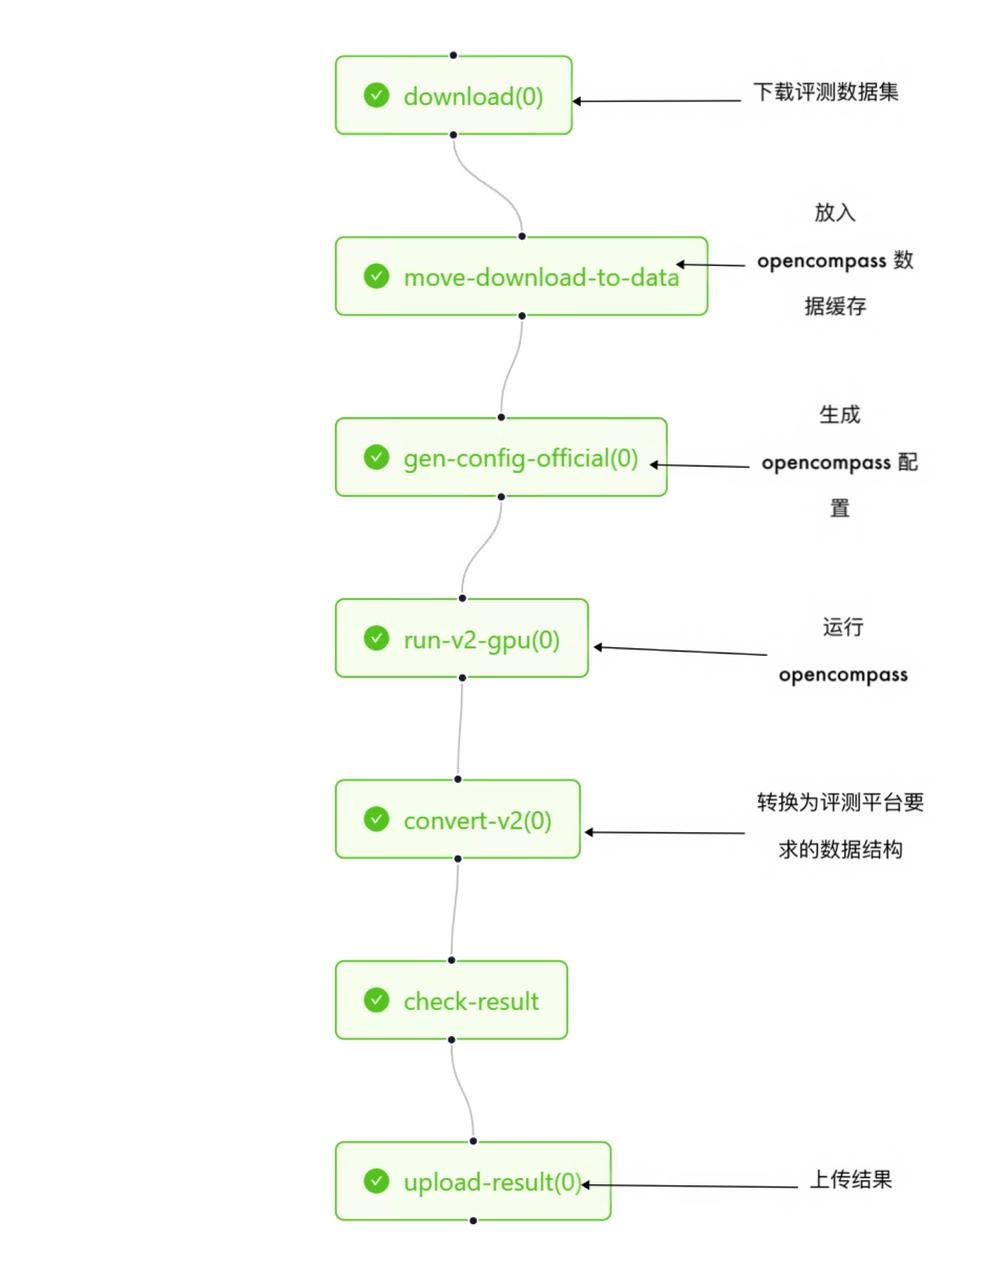 download(0)
下载评测数据集
放入
move-download-to-data
opencompass 数
据缓存
生成
gen-config-official(0)
opencompass 配
置
运行
run-v2-gpu(0)
opencompass
转换为评测平台要
convert-v2(0)
求的数据结构
check-result
upload-result(0)
上传结果